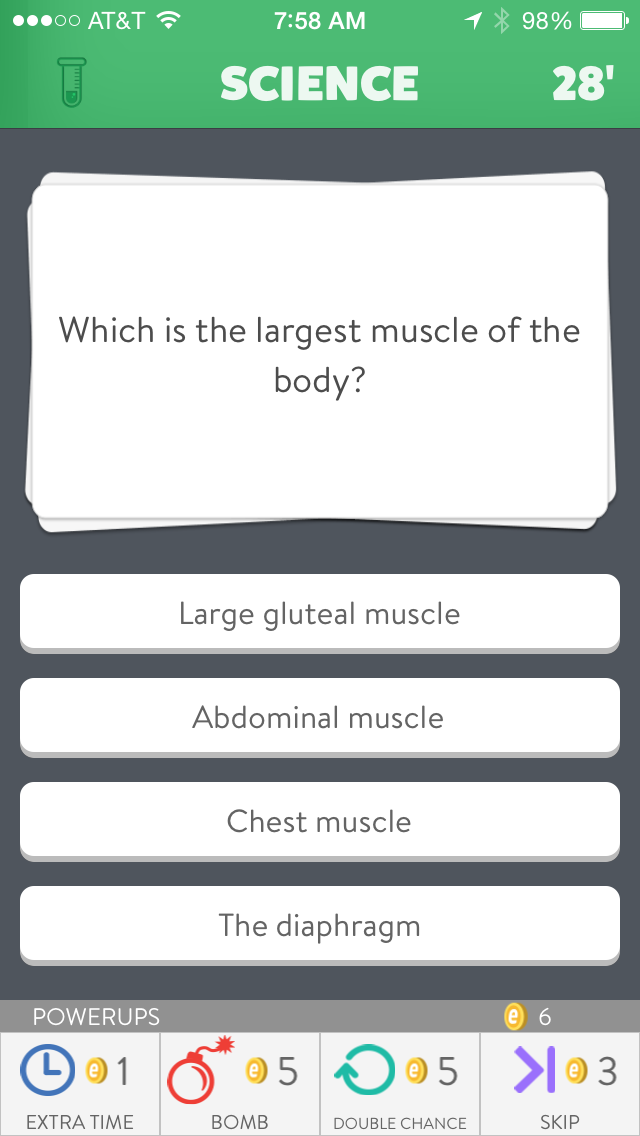 AT&T 7:58 AM 98%
SCIENCE 28'
Which is the largest muscle of the
body?
Large gluteal muscle
Abdominal muscle
Chest muscle
The diaphragm
POWERUPS e 6
e 1 e 5 e 5 e 3
EXTRA TIME BOMB DOUBLE CHANCE SKIP